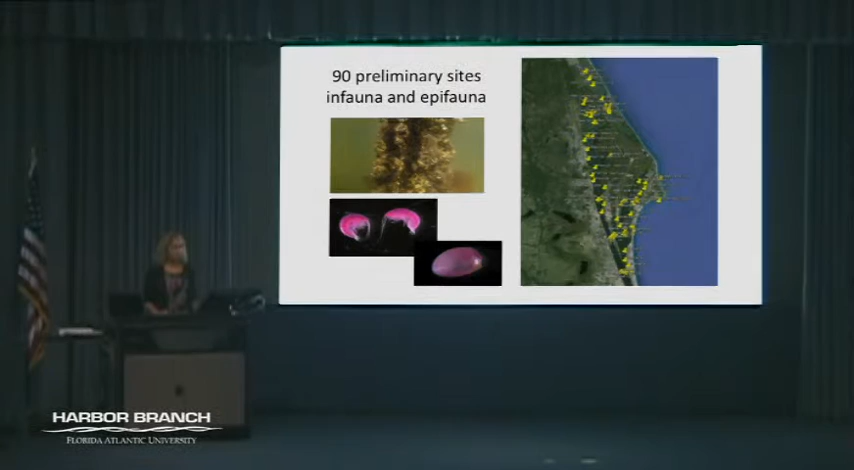 90 preliminary sites
infauna and epifauna
HARBOR BRANCH
FLORIDA ATLANTIC UNIVERSITY